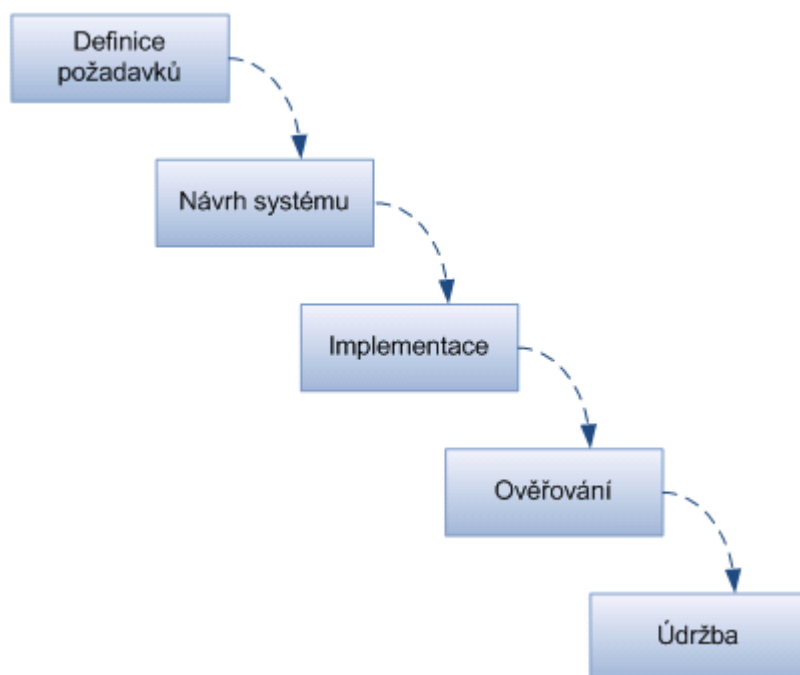 Definice
požadavků
Návrh systému
Implementace
Ověřování
Údržba